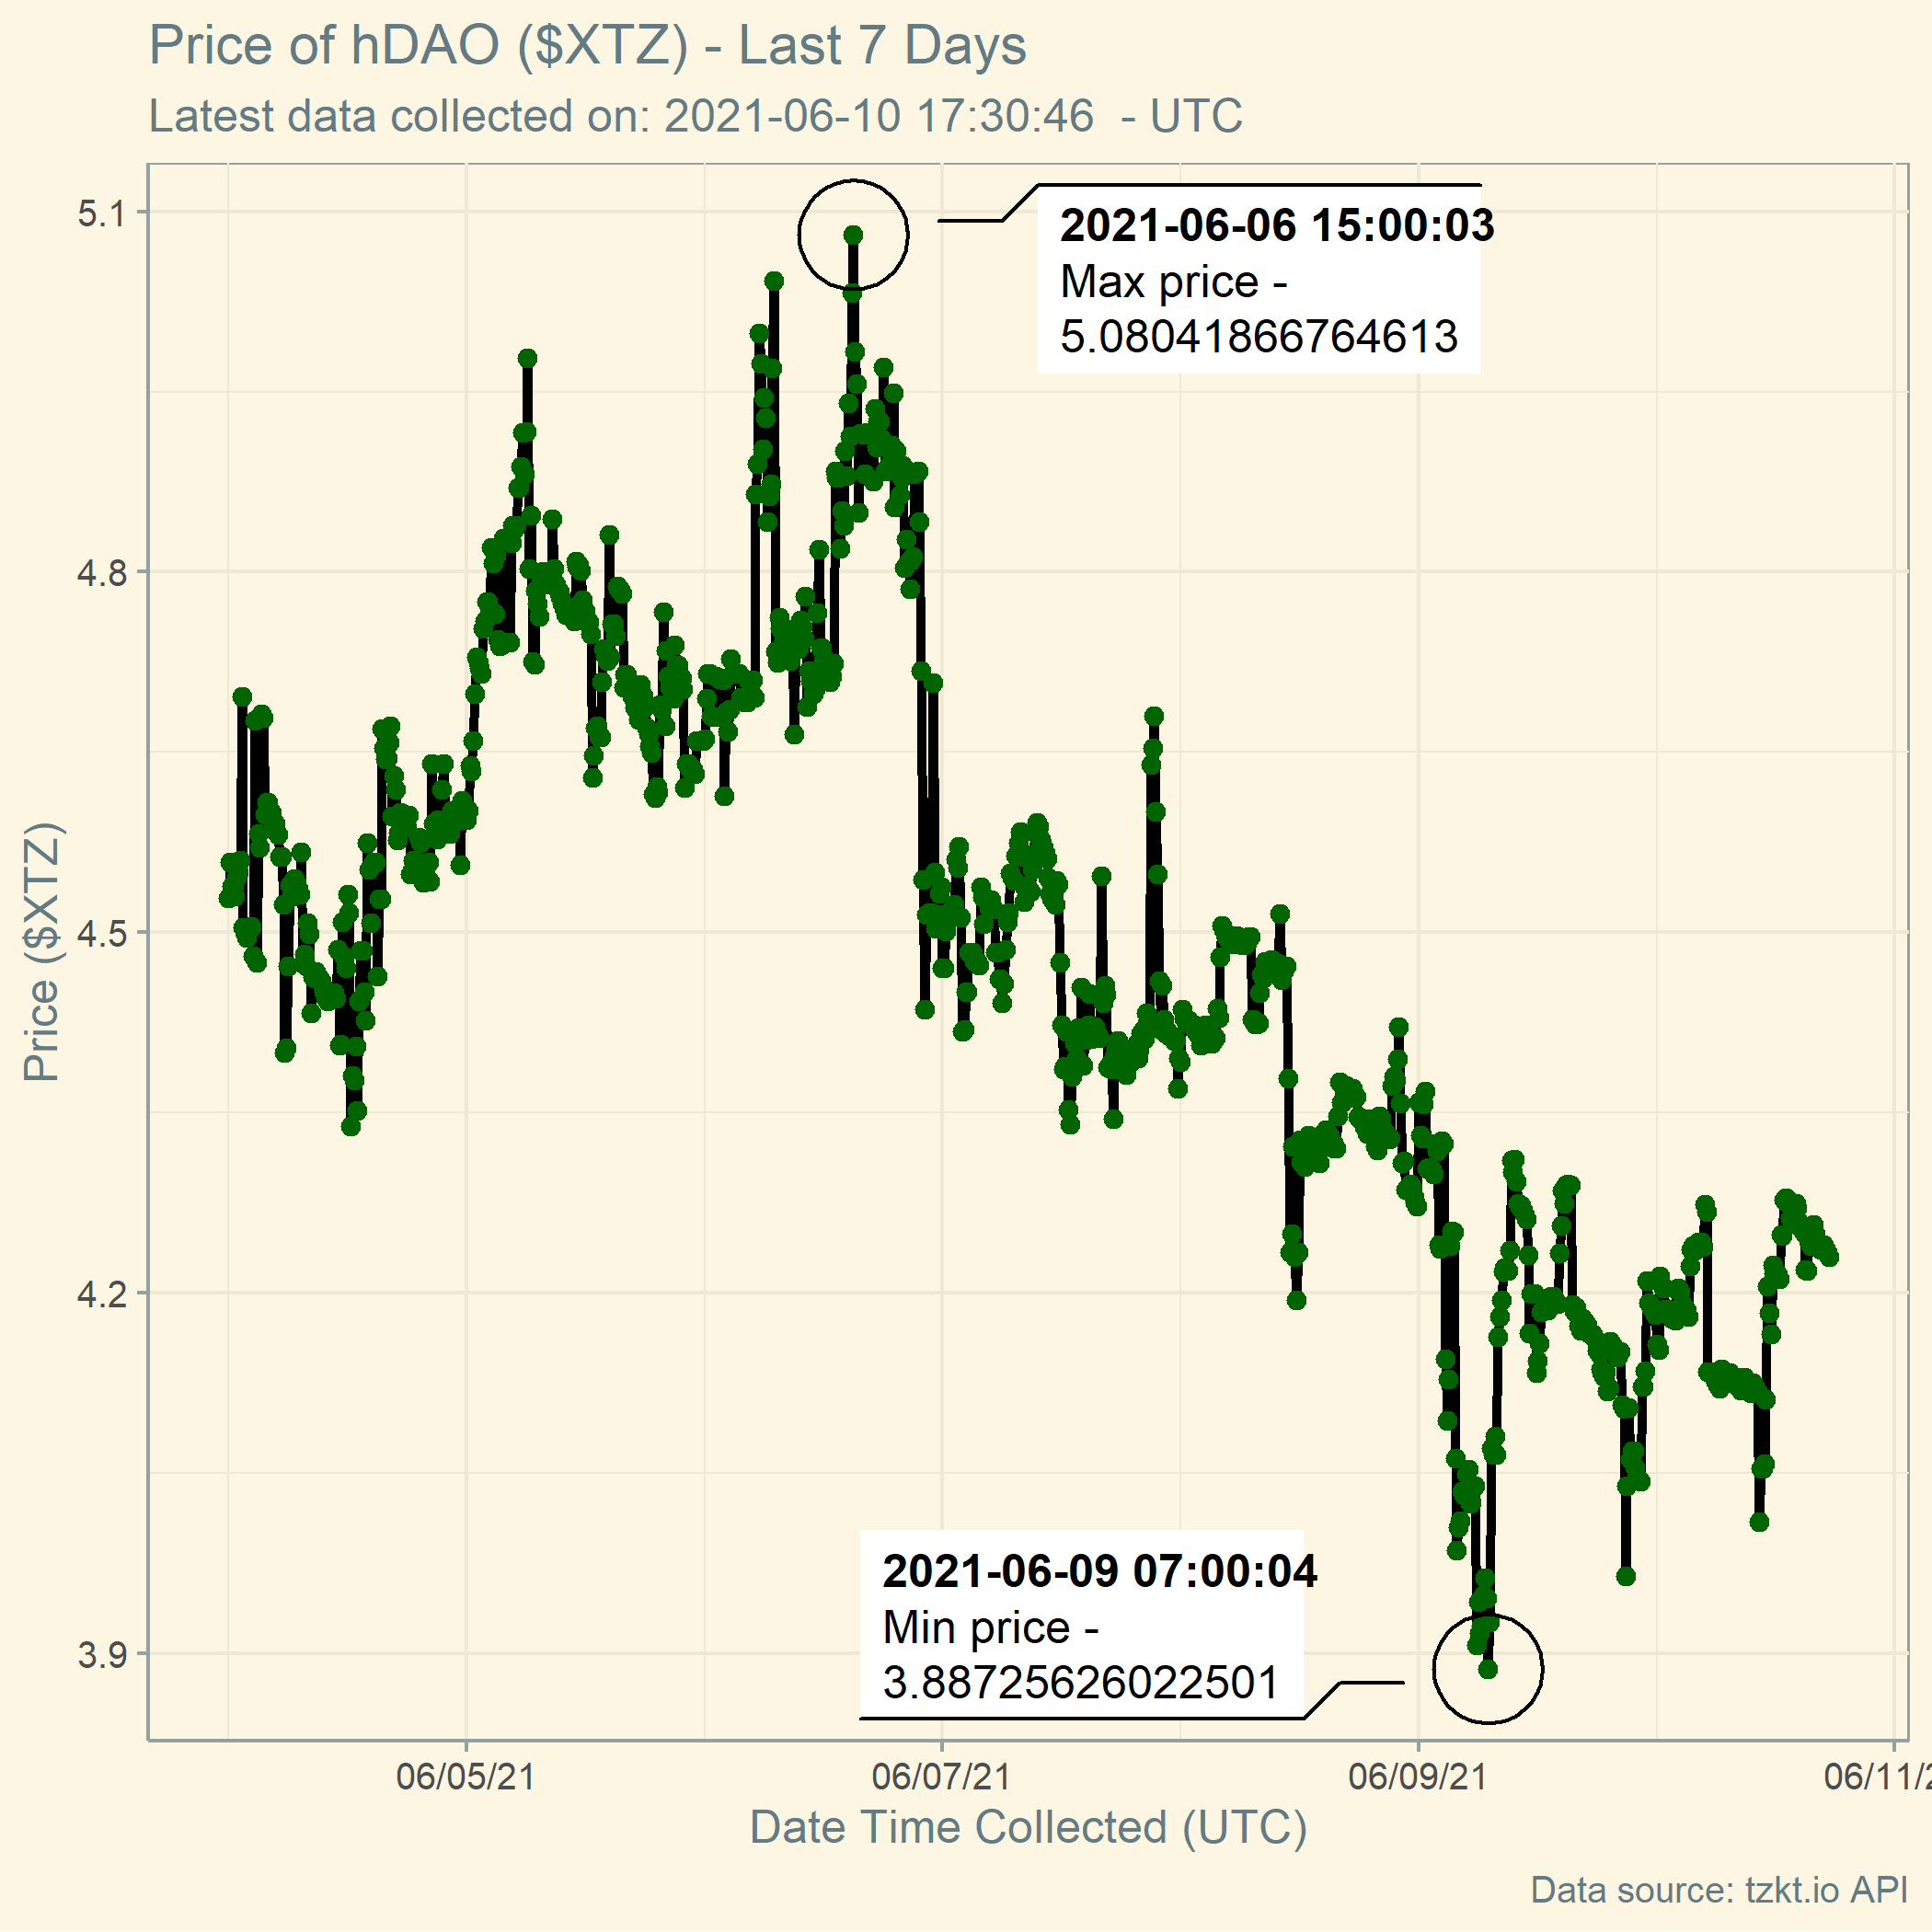 Price of hDAO ($XTZ) - Last 7 Days
Latest data collected on: 2021-06-10 17:30:46  - UTC
5.1
4.8
4.5
4.2
3.9
Price ($XTZ)
2021-06-06 15:00:03
Max price -
5.08041866764613
2021-06-09 07:00:04
Min price -
3.88725626022501
06/05/21
06/07/21
06/09/21
06/11/2
Date Time Collected (UTC)
Data source: tzkt.io API